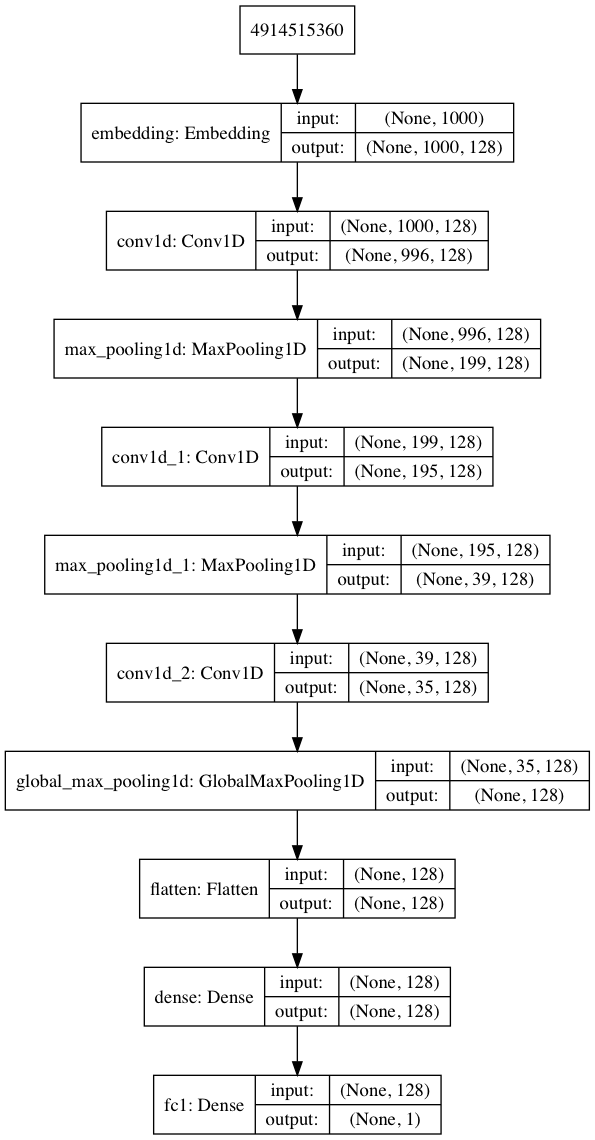 4914515360
embedding: Embedding
input: (None, 1000)
output: (None, 1000, 128)
conv1d: Conv1D
input: (None, 1000, 128)
output: (None, 996, 128)
max_pooling1d: MaxPooling1D
input: (None, 996, 128)
output: (None, 199, 128)
conv1d_1: Conv1D
input: (None, 199, 128)
output: (None, 195, 128)
max_pooling1d_1: MaxPooling1D
input: (None, 195, 128)
output: (None, 39, 128)
conv1d_2: Conv1D
input: (None, 39, 128)
output: (None, 35, 128)
global_max_pooling1d: GlobalMaxPooling1D
input: (None, 35, 128)
output: (None, 128)
flatten: Flatten
input: (None, 128)
output: (None, 128)
dense: Dense
input: (None, 128)
output: (None, 128)
fc1: Dense
input: (None, 128)
output: (None, 1)